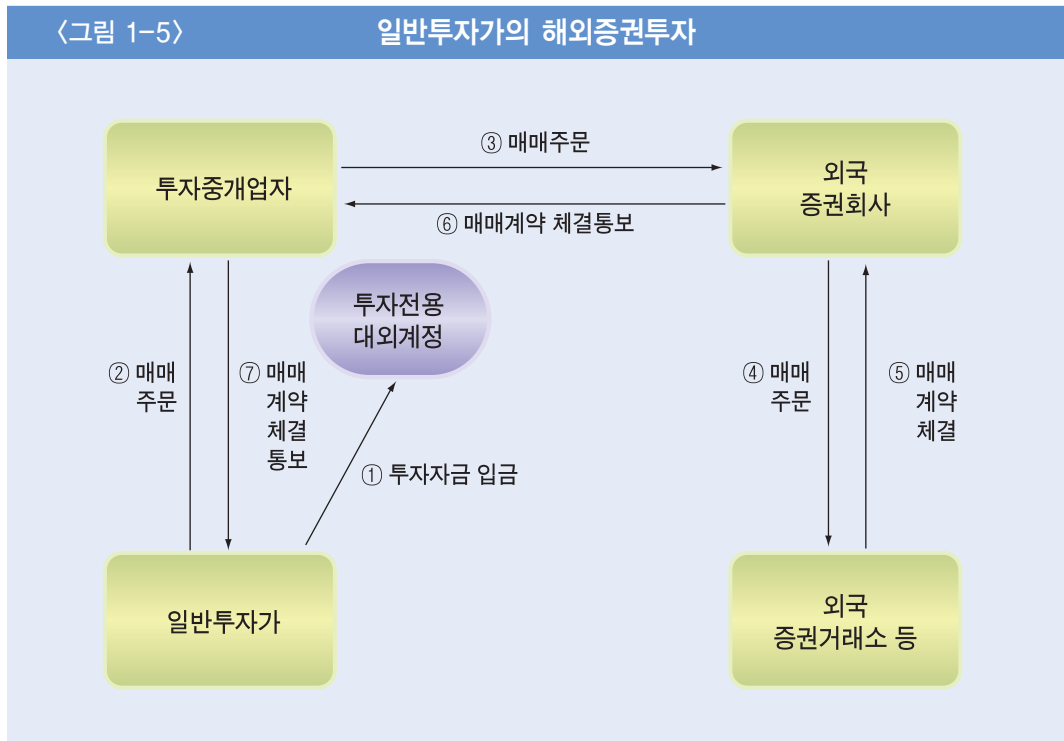 〈그림 1-5〉 일반투자가의 해외증권투자
투자중개업자
③ 매매주문
외국
증권회사
⑥ 매매계약 체결통보
투자전용
대외계정
② 매매
주문
⑦ 매매
계약
체결
통보
④ 매매
주문
⑤ 매매
계약
체결
① 투자자금 입금
일반투자가
외국
증권거래소 등